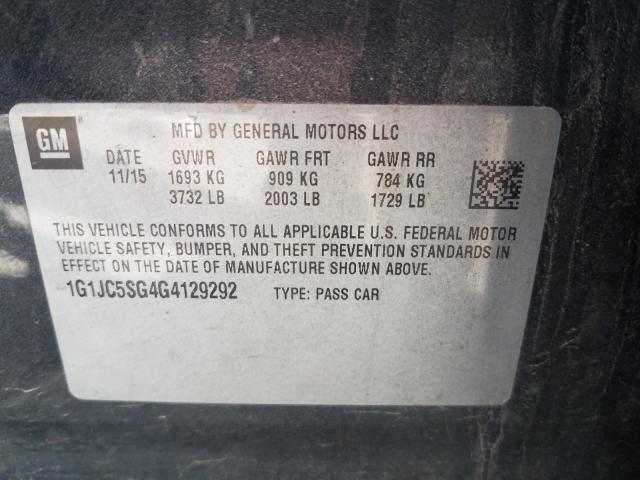 GM ®
MFD BY GENERAL MOTORS LLC
DATE GVWR GAWR FRT GAWR RR
11/15 1693 KG 909 KG 784 KG
3732 LB 2003 LB 1729 LB
THIS VEHICLE CONFORMS TO ALL APPLICABLE U.S. FEDERAL MOTOR
VEHICLE SAFETY, BUMPER, AND THEFT PREVENTION STANDARDS IN
EFFECT ON THE DATE OF MANUFACTURE SHOWN ABOVE.
1G1JC5SG4G4129292 TYPE: PASS CAR